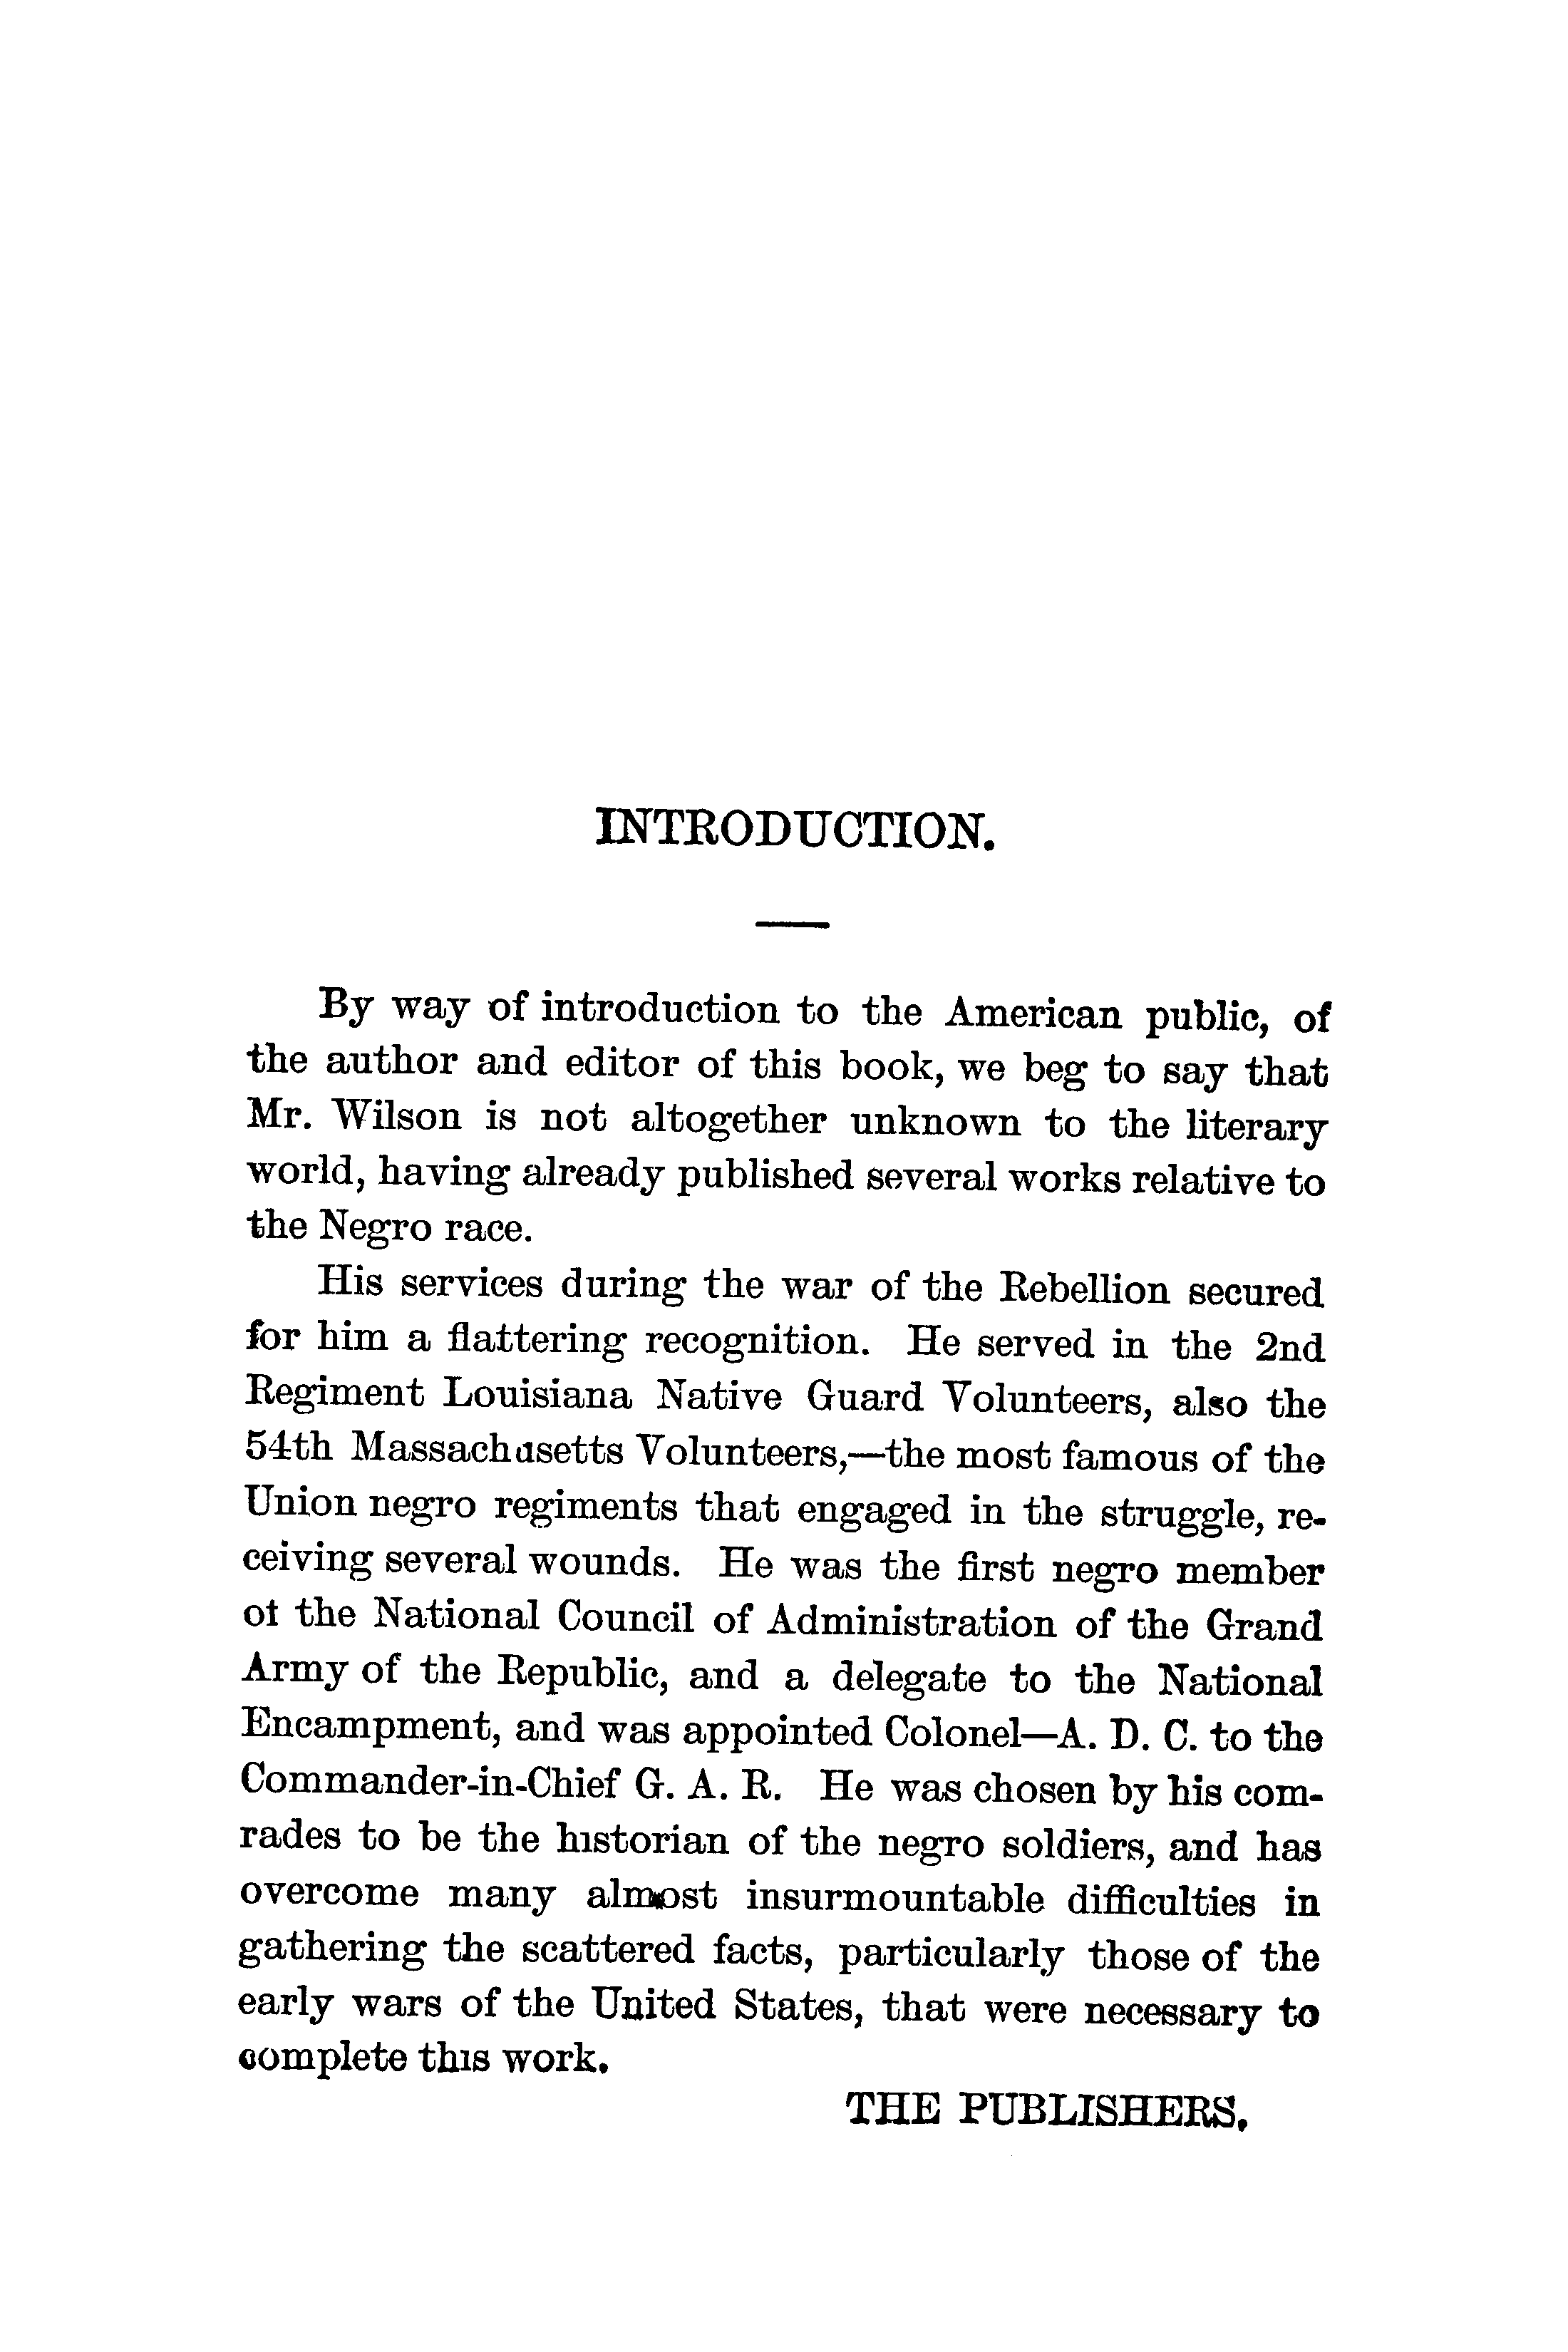 INTRODUCTION.
By way of introduction to the American public, of
the author and editor of this book, we beg to say that
Mr. Wilson is not altogether unknown to the literary
world, having already published several works relative to
the Negro race.
His services during the war of the Rebellion secured
for him a flattering recognition. He served in the 2nd
Regiment Louisiana Native Guard Volunteers, also the
54th Massachusetts Volunteers,—the most famous of the
Union negro regiments that engaged in the struggle, re-
ceiving several wounds. He was the first negro member
of the National Council of Administration of the Grand
Army of the Republic, and a delegate to the National
Encampment, and was appointed Colonel—A. D. C. to the
Commander-in-Chief G. A. R. He was chosen by his com-
rades to be the historian of the negro soldiers, and has
overcome many almost insurmountable difficulties in
gathering the scattered facts, particularly those of the
early wars of the United States, that were necessary to
complete this work.
THE PUBLISHERS.